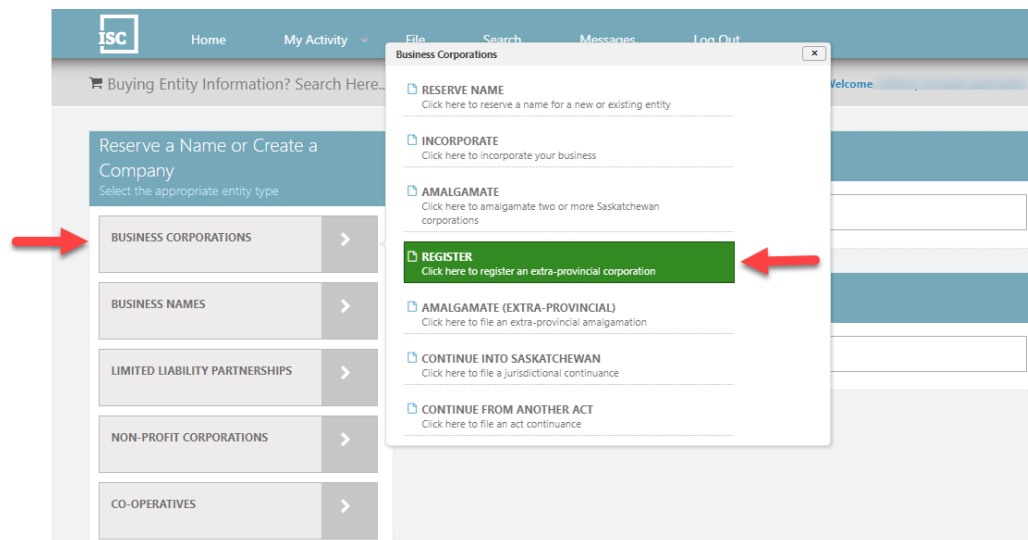 ISC
Home
My Activity
File
Search
Messages
Log Out
Buying Entity Information? Search Here..
Welcome
Reserve a Name or Create a
Company
Select the appropriate entity type
BUSINESS CORPORATIONS
BUSINESS NAMES
LIMITED LIABILITY PARTNERSHIPS
NON-PROFIT CORPORATIONS
CO-OPERATIVES
Business Corporations
x
RESERVE NAME
Click here to reserve a name for a new or existing entity
INCORPORATE
Click here to incorporate your business
AMALGAMATE
Click here to amalgamate two or more Saskatchewan
corporations
REGISTER
Click here to register an extra-provincial corporation
AMALGAMATE (EXTRA-PROVINCIAL)
Click here to file an extra-provincial amalgamation
CONTINUE INTO SASKATCHEWAN
Click here to file a jurisdictional continuance
CONTINUE FROM ANOTHER ACT
Click here to file an act continuance